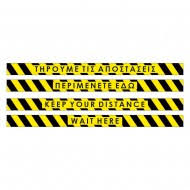 ΤΗΡΟΥΜΕ ΤΙΣ ΑΠΟΣΤΑΣΕΙΣ
ΠΕΡΙΜΕΝΕΤΕ ΕΔΩ
KEEP YOUR DISTANCE
WAIT HERE